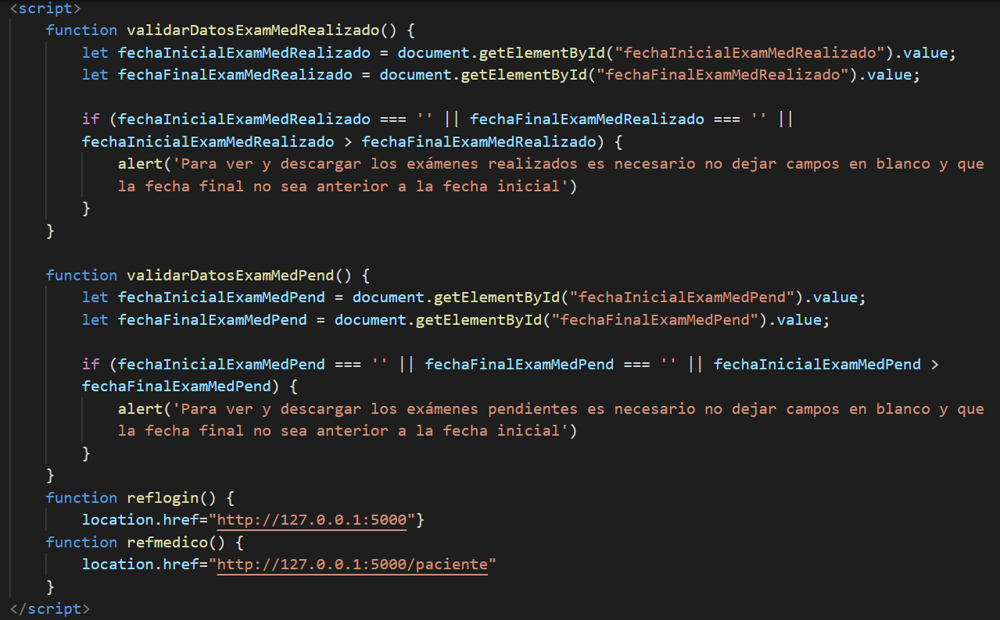 <script>
function validarDatosExamMedRealizado() {
let fechaInicialExamMedRealizado = document.getElementById("fechaInicialExamMedRealizado").value;
let fechaFinalExamMedRealizado = document.getElementById("fechaFinalExamMedRealizado").value;
if (fechaInicialExamMedRealizado === '' || fechaFinalExamMedRealizado === '' ||
fechaInicialExamMedRealizado > fechaFinalExamMedRealizado) {
alert('Para ver y descargar los exámenes realizados es necesario no dejar campos en blanco y que
la fecha final no sea anterior a la fecha inicial')
}
}
function validarDatosExamMedPend() {
let fechaInicialExamMedPend = document.getElementById("fechaInicialExamMedPend").value;
let fechaFinalExamMedPend = document.getElementById("fechaFinalExamMedPend").value;
if (fechaInicialExamMedPend === '' || fechaFinalExamMedPend === '' || fechaInicialExamMedPend >
fechaFinalExamMedPend) {
alert('Para ver y descargar los exámenes pendientes es necesario no dejar campos en blanco y que
la fecha final no sea anterior a la fecha inicial')
}
}
function reflogin() {
location.href="http://127.0.0.1:5000"}
function refmedico() {
location.href="http://127.0.0.1:5000/paciente"
}
</script>